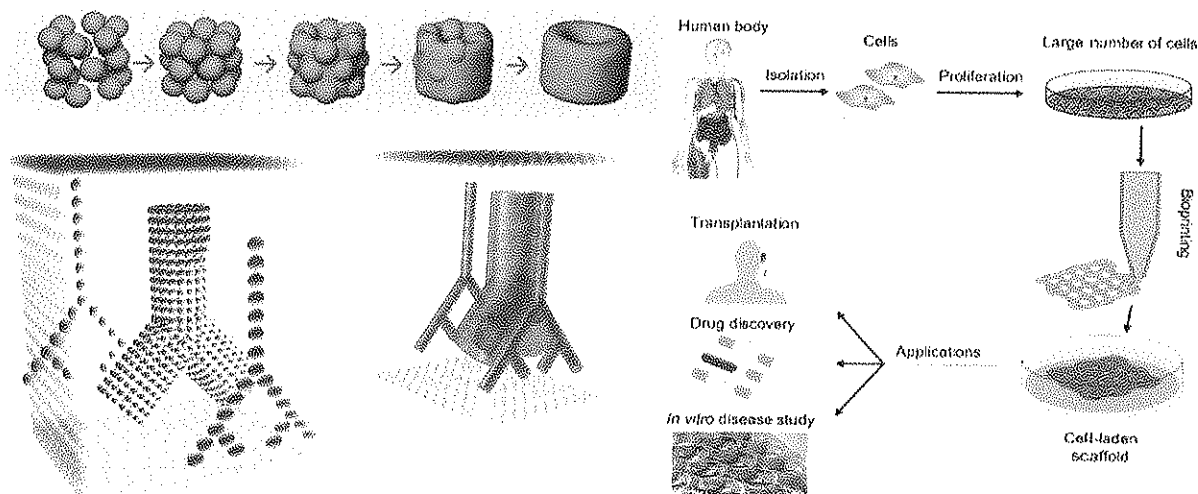 Human body
Cells
Large number of cells
Isolation
Proliferation
Bioprinting
Transplantation
Drug discovery
Applications
In vitro disease study
Cell-laden
scaffold